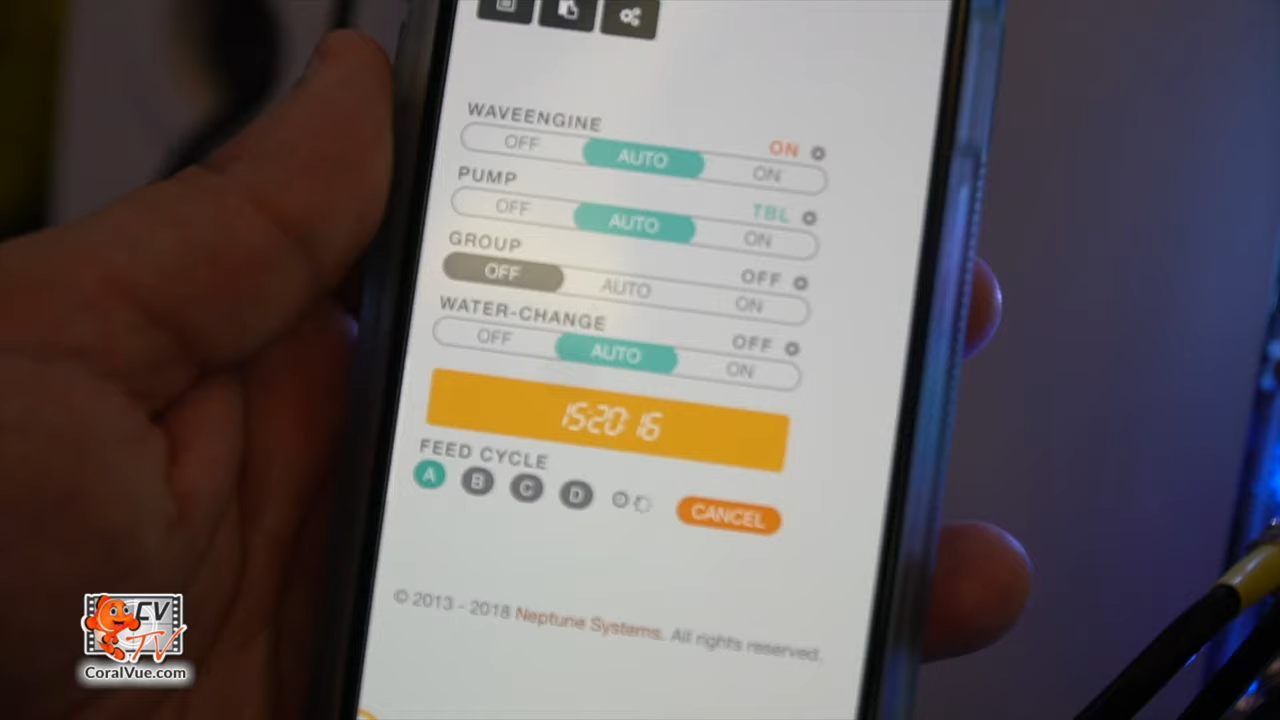 WAVEENGINE
ON
OFF AUTO ON
PUMP
TBL
OFF AUTO ON
GROUP
OFF
OFF AUTO ON
WATER-CHANGE
OFF
OFF AUTO ON
15:20:16
FEED CYCLE
A B C D
CANCEL
© 2013 - 2018 Neptune Systems. All rights reserved.
CV
TV
CoralVue.com